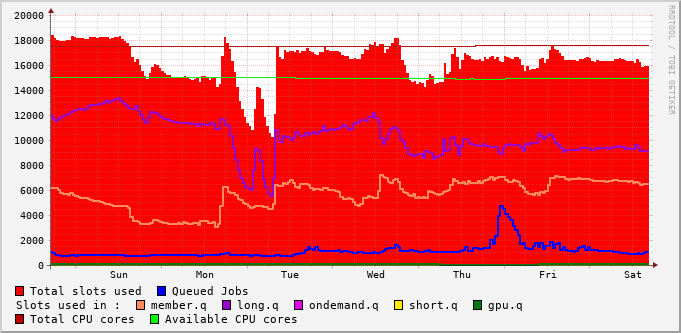 20000
18000
16000
14000
12000
10000
8000
6000
4000
2000
0
Sun Mon Tue Wed Thu Fri Sat
RRDTOOL / TOBI OETIKER
Total slots used Queued Jobs
Slots used in : member.q long.q ondemand.q short.q gpu.q
Total CPU cores Available CPU cores